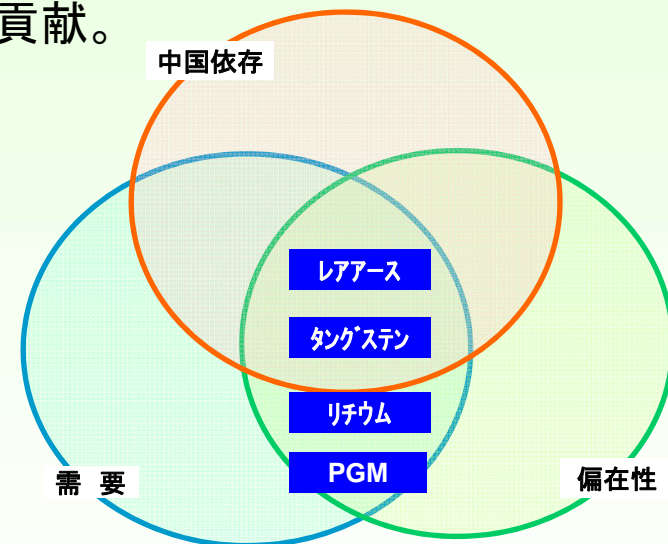 貢献。
中国依存
レアアース
タングステン
リチウム
PGM
需 要
偏在性